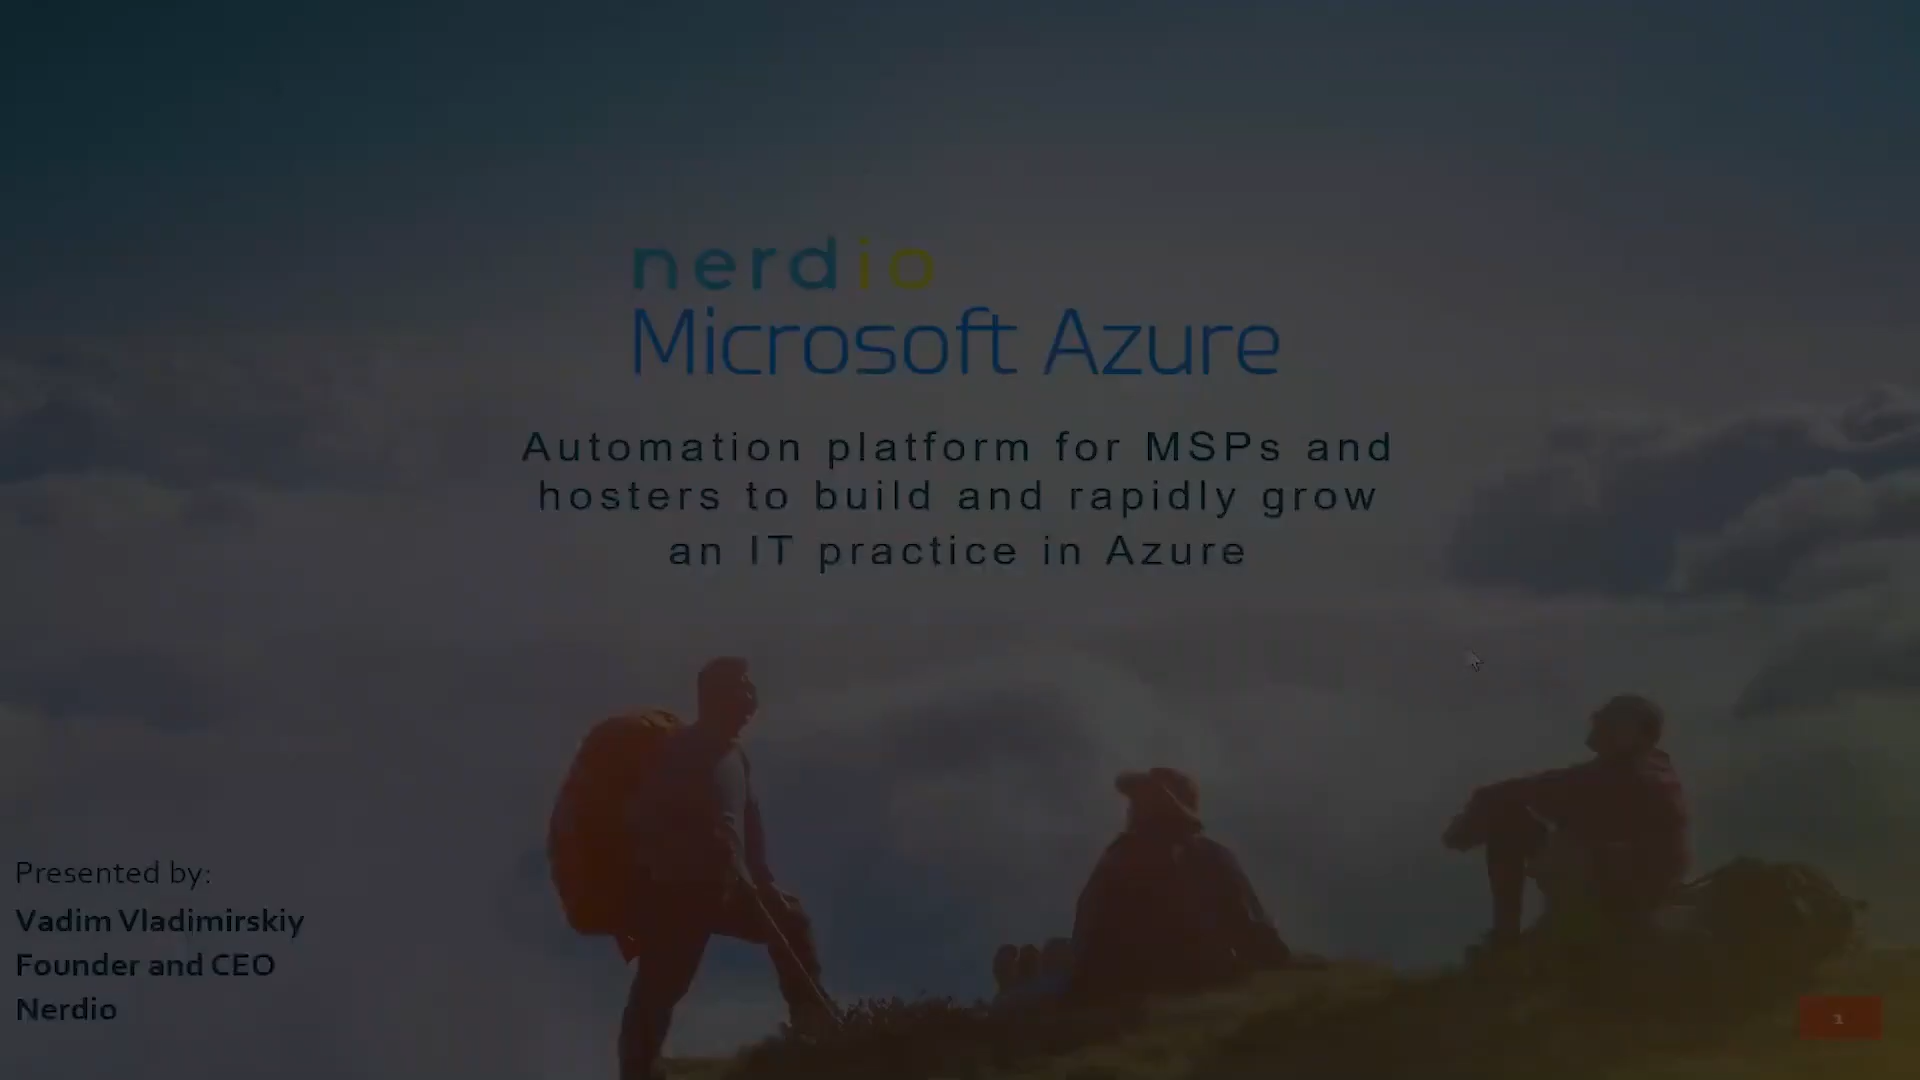 nerdio
Microsoft Azure
Automation platform for MSPs and
hosters to build and rapidly grow
an IT practice in Azure
Presented by:
Vadim Vladimirskiy
Founder and CEO
Nerdio
1